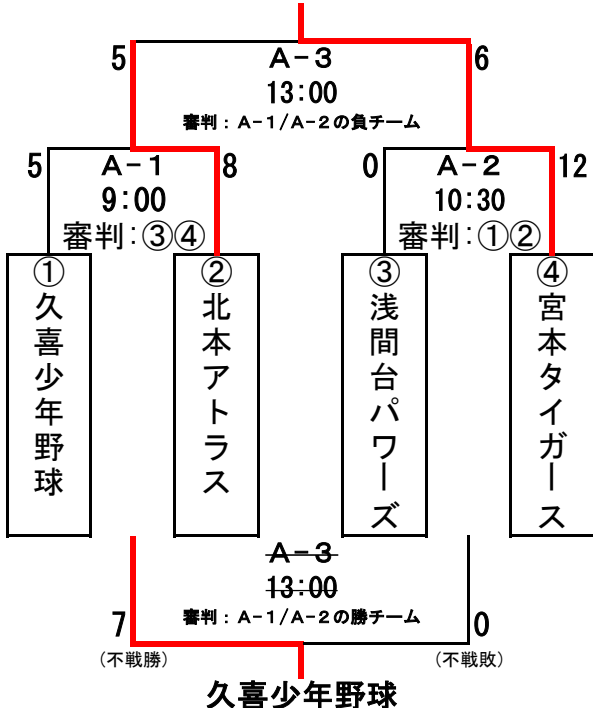 5
A-3
6
13:00
審判：A-1/A-2の負チーム
5
A-1
8
0
A-2
12
9:00
10:30
審判：③④
審判：①②
①久喜少年野球
②北本アトラス
③浅間台パワーズ
④宮本タイガース
A-3
13:00
審判：A-1/A-2の勝チーム
7
0
(不戦勝)
(不戦敗)
久喜少年野球